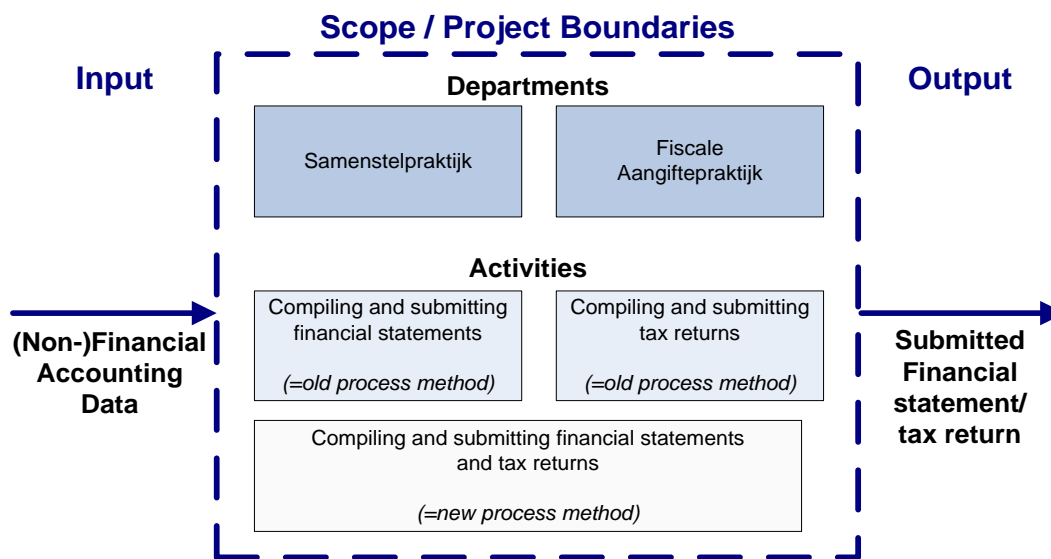 Scope / Project Boundaries
Input
Output
Departments
Samenstelpraktijk
Fiscale
Aangiftepraktijk
Activities
Compiling and submitting
financial statements
(=old process method)
Compiling and submitting
tax returns
(=old process method)
Compiling and submitting financial statements
and tax returns
(=new process method)
(Non-)Financial
Accounting
Data
Submitted
Financial
statement/
tax return